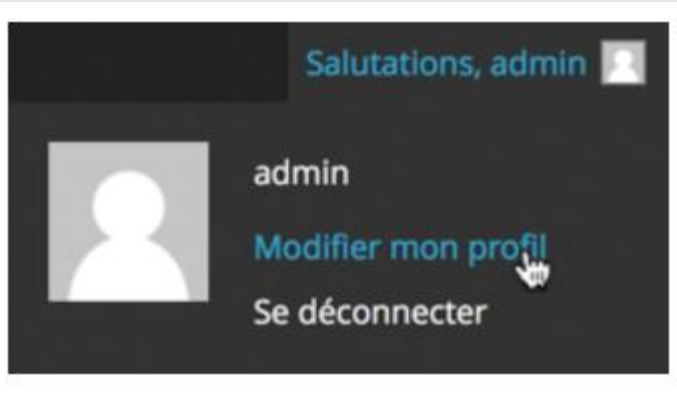 Salutations, admin
admin
Modifier mon profil
Se déconnecter